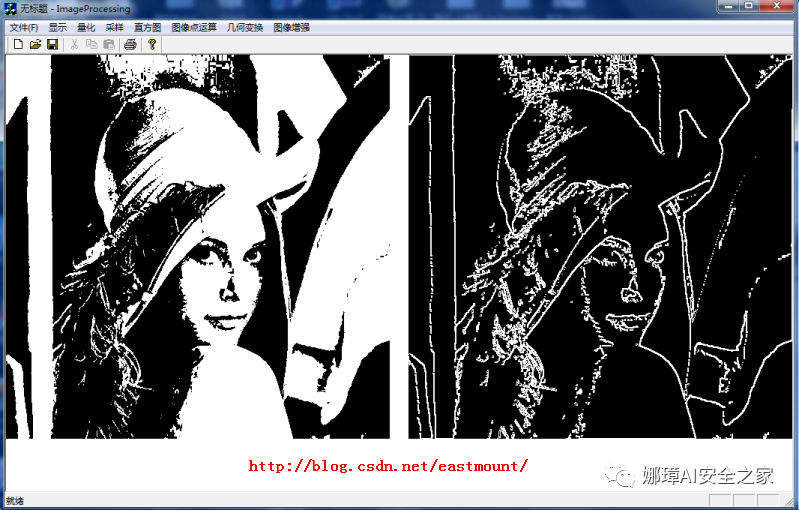 无标题 - ImageProcessing
文件(F) 显示 量化 采样 直方图 图像点运算 几何变换 图像增强
http://blog.csdn.net/eastmount/
娜璋AI安全之家
就绪